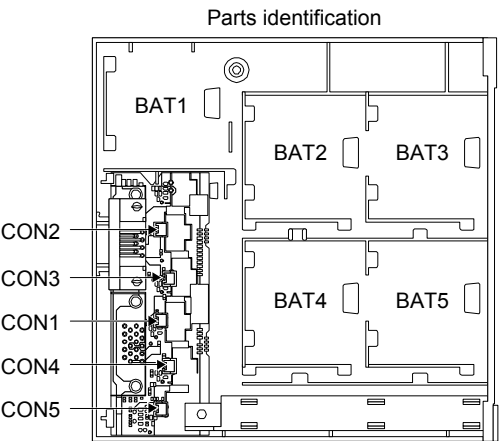 Parts identification
BAT1
BAT2
BAT3
CON2
CON3
BAT4
BAT5
CON1
CON4
CON5